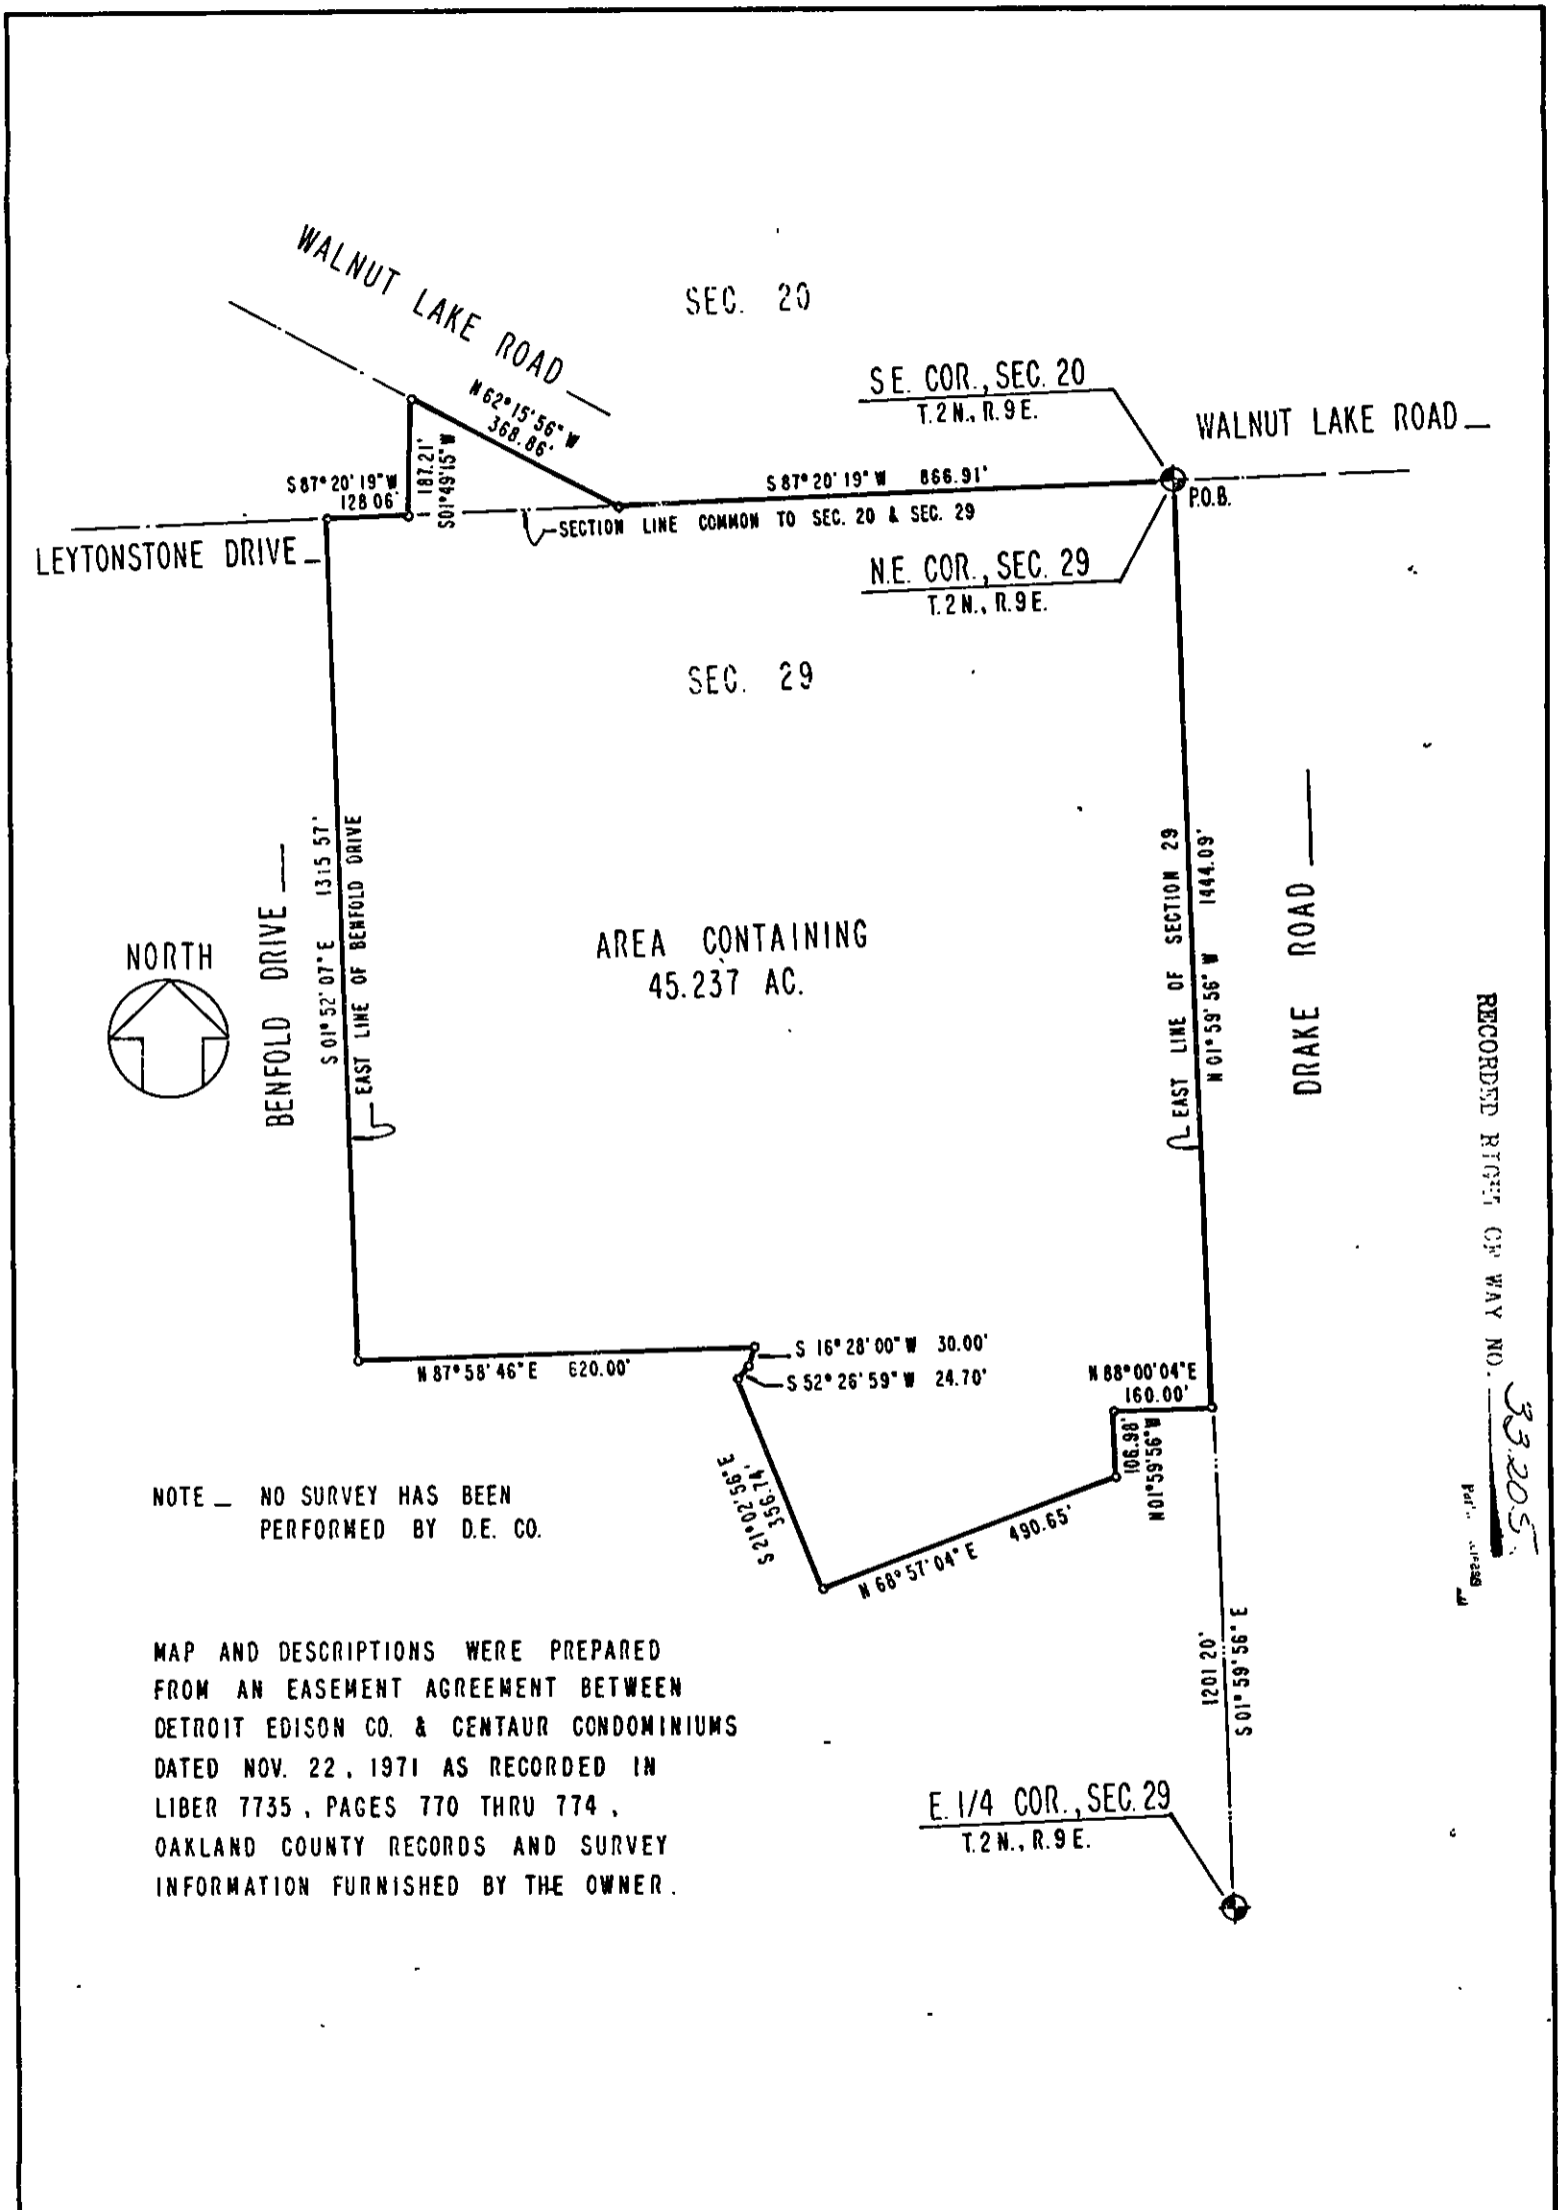 WALNUT LAKE ROAD
SEC. 20
S.E. COR., SEC. 20
T.2N., R.9E.
WALNUT LAKE ROAD
N 62° 15' 56" W
368.86'
187.21'
S01°49'15"W
S 87° 20' 19" W
128.06'
S 87° 20' 19" W 866.91'
P.O.B.
SECTION LINE COMMON TO SEC. 20 & SEC. 29
LEYTONSTONE DRIVE
N.E. COR., SEC. 29
T.2N., R.9E.
SEC. 29
S 01° 52' 07" E 1315.57'
EAST LINE OF BENFOLD DRIVE
BENFOLD DRIVE
NORTH
AREA CONTAINING
45.237 AC.
EAST LINE OF SECTION 29
N 01° 59' 56" W 1444.09'
DRAKE ROAD
RECORDED RIGHT OF WAY NO. 33205
N 87° 58' 46" E 620.00'
S 16° 28' 00" W 30.00'
S 52° 26' 59" W 24.70'
N 88° 00' 04" E
160.00'
106.98'
N01°59'56"W
S 21° 02' 56" E
356.74'
N 68° 57' 04" E 490.65'
NOTE _ NO SURVEY HAS BEEN
PERFORMED BY D.E. CO.
1201.20'
S 01° 59' 56" E
MAP AND DESCRIPTIONS WERE PREPARED
FROM AN EASEMENT AGREEMENT BETWEEN
DETROIT EDISON CO. & CENTAUR CONDOMINIUMS
DATED NOV. 22, 1971 AS RECORDED IN
LIBER 7735, PAGES 770 THRU 774,
OAKLAND COUNTY RECORDS AND SURVEY
INFORMATION FURNISHED BY THE OWNER.
E. 1/4 COR., SEC. 29
T.2N., R.9E.